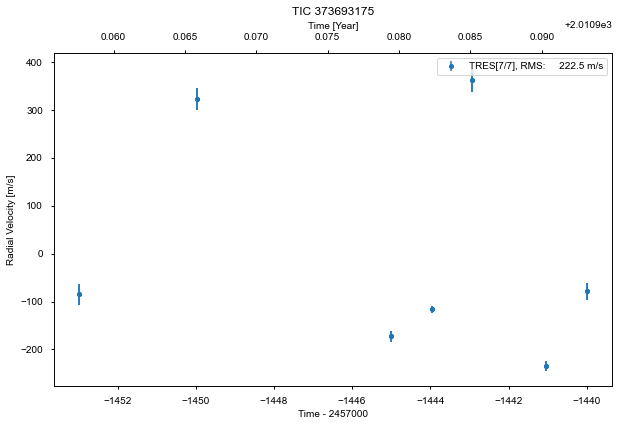 TIC 373693175
Time [Year]
0.060 0.065 0.070 0.075 0.080 0.085 0.090 +2.0109e3
TRES[7/7], RMS: 222.5 m/s
400
300
200
100
0
−100
−200
Radial Velocity [m/s]
−1452 −1450 −1448 −1446 −1444 −1442 −1440
Time - 2457000